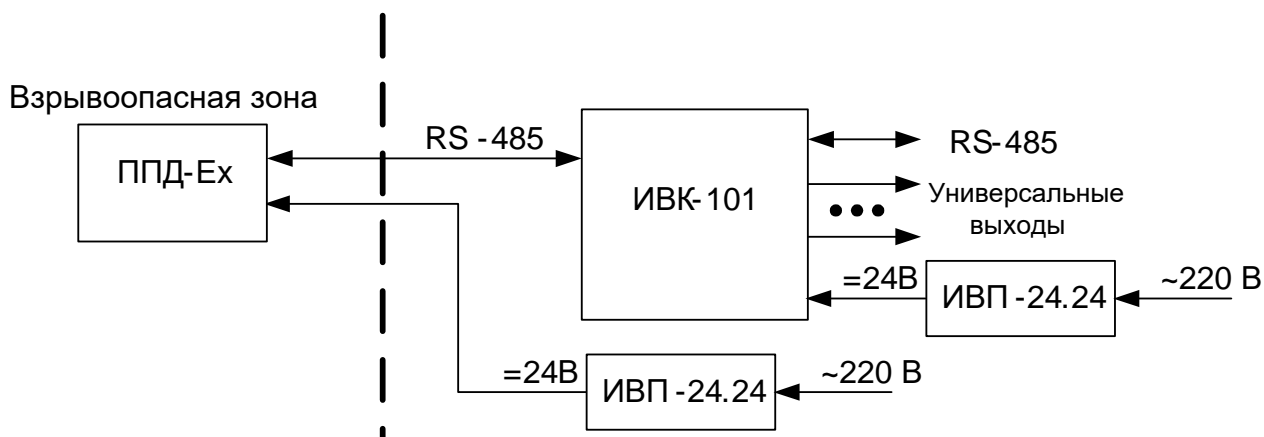 Взрывоопасная зона
ППД-Ех
RS -485
ИВК-101
RS-485
Универсальные
выходы
=24В
ИВП -24.24
~220 В
=24В
ИВП -24.24
~220 В